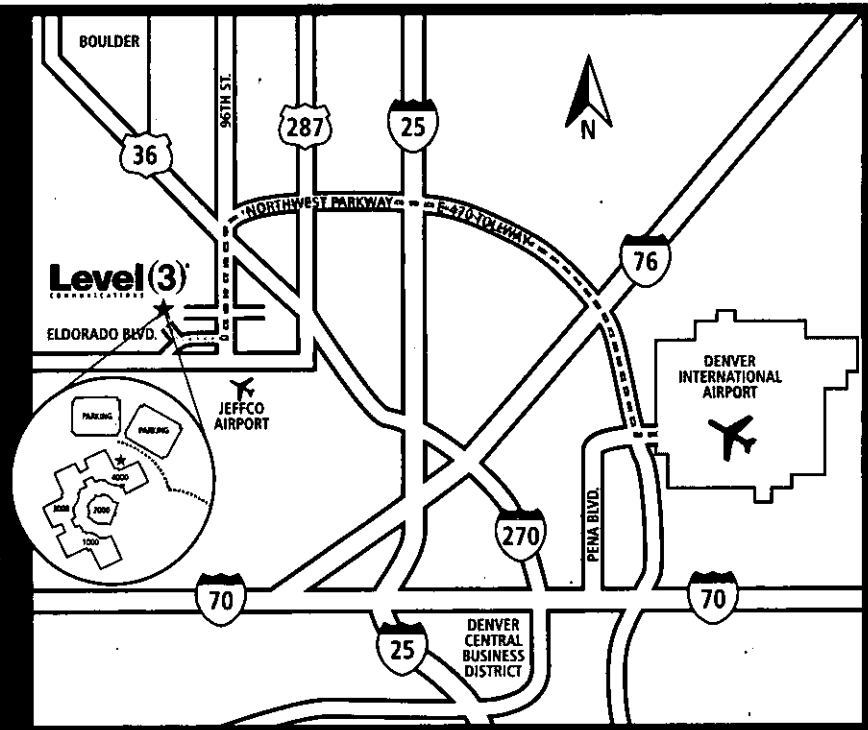 BOULDER
96TH ST.
36
287
25
N
NORTHWEST PARKWAY
E-470 TOLLWAY
76
Level(3)
COMMUNICATIONS
ELDORADO BLVD.
JEFFCO
AIRPORT
DENVER
INTERNATIONAL
AIRPORT
PARKING
PARKING
4000
2000
1000
PENA BLVD.
270
70
70
25
DENVER
CENTRAL
BUSINESS
DISTRICT